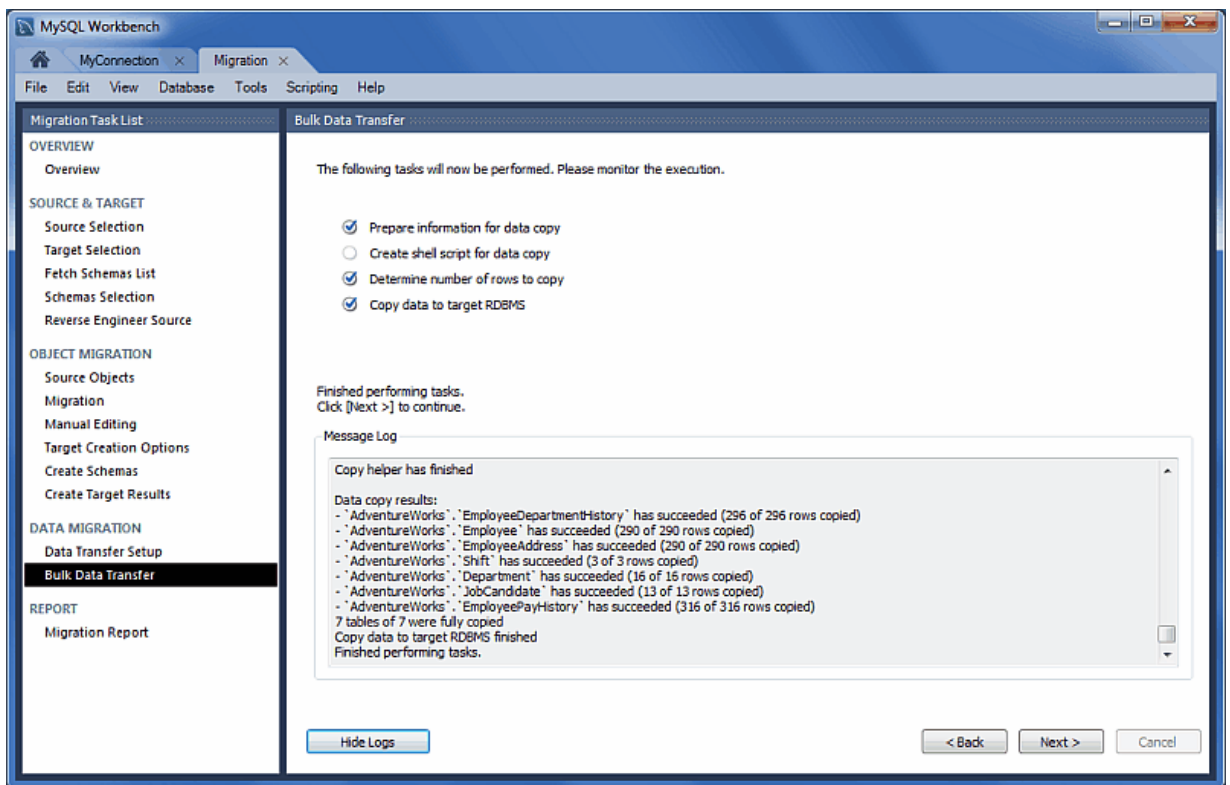 MySQL Workbench
MyConnection
Migration
File Edit View Database Tools Scripting Help
Migration Task List
OVERVIEW
Overview
SOURCE & TARGET
Source Selection
Target Selection
Fetch Schemas List
Schemas Selection
Reverse Engineer Source
OBJECT MIGRATION
Source Objects
Migration
Manual Editing
Target Creation Options
Create Schemas
Create Target Results
DATA MIGRATION
Data Transfer Setup
Bulk Data Transfer
REPORT
Migration Report
Bulk Data Transfer
The following tasks will now be performed. Please monitor the execution.
Prepare information for data copy
Create shell script for data copy
Determine number of rows to copy
Copy data to target RDBMS
Finished performing tasks.
Click [Next >] to continue.
Message Log
Copy helper has finished
Data copy results:
- `AdventureWorks`.`EmployeeDepartmentHistory` has succeeded (296 of 296 rows copied)
- `AdventureWorks`.`Employee` has succeeded (290 of 290 rows copied)
- `AdventureWorks`.`EmployeeAddress` has succeeded (290 of 290 rows copied)
- `AdventureWorks`.`Shift` has succeeded (3 of 3 rows copied)
- `AdventureWorks`.`Department` has succeeded (16 of 16 rows copied)
- `AdventureWorks`.`JobCandidate` has succeeded (13 of 13 rows copied)
- `AdventureWorks`.`EmployeePayHistory` has succeeded (316 of 316 rows copied)
7 tables of 7 were fully copied
Copy data to target RDBMS finished
Finished performing tasks.
Hide Logs
< Back
Next >
Cancel